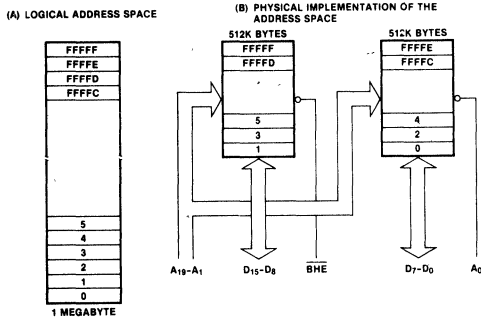 (A) LOGICAL ADDRESS SPACE
FFFFF
FFFFE
FFFFD
FFFFC
5
4
3
2
1
0
1 MEGABYTE
(B) PHYSICAL IMPLEMENTATION OF THE
ADDRESS SPACE
512K BYTES
FFFFF
FFFFD
5
3
1
512K BYTES
FFFFE
FFFFC
4
2
0
A19-A1
D15-D8
BHE
D7-D0
A0